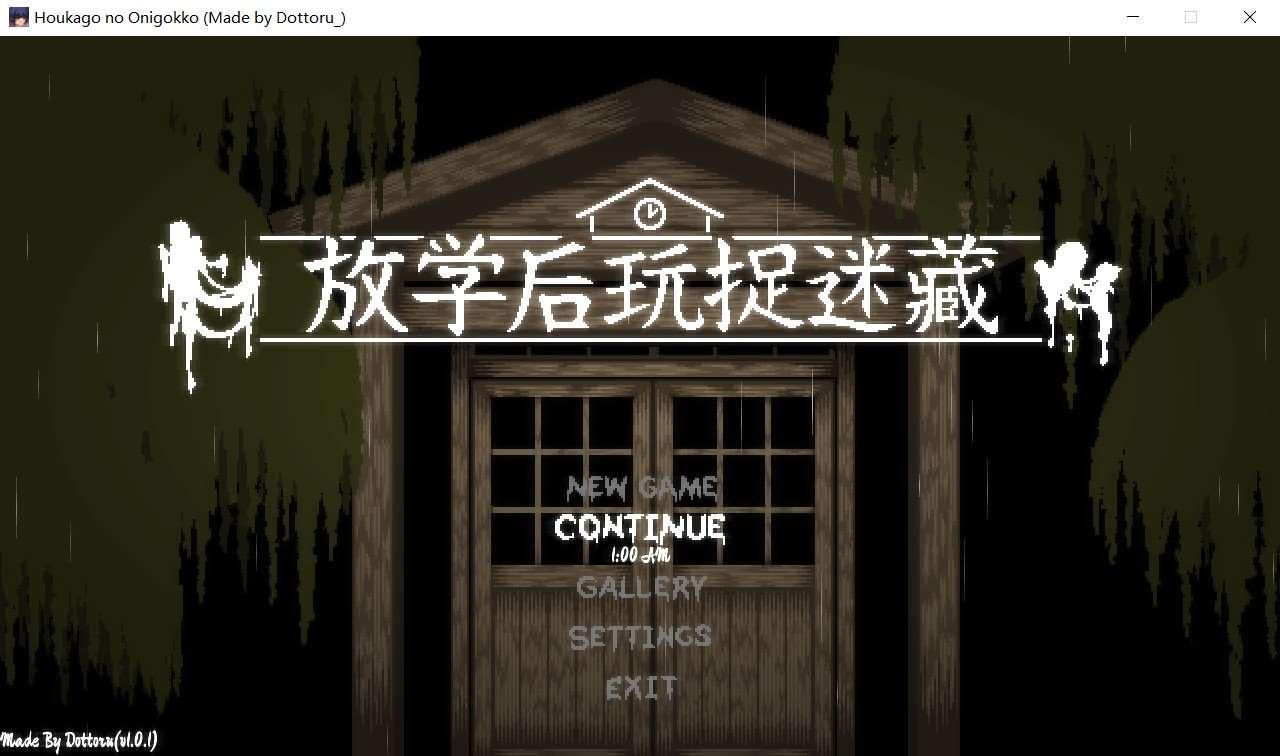 Houkago no Onigokko (Made by Dottoru_)
放学后玩捉迷藏
NEW GAME
CONTINUE
1:00 AM
GALLERY
SETTINGS
EXIT
Made By Dottoru(v1.0.1)